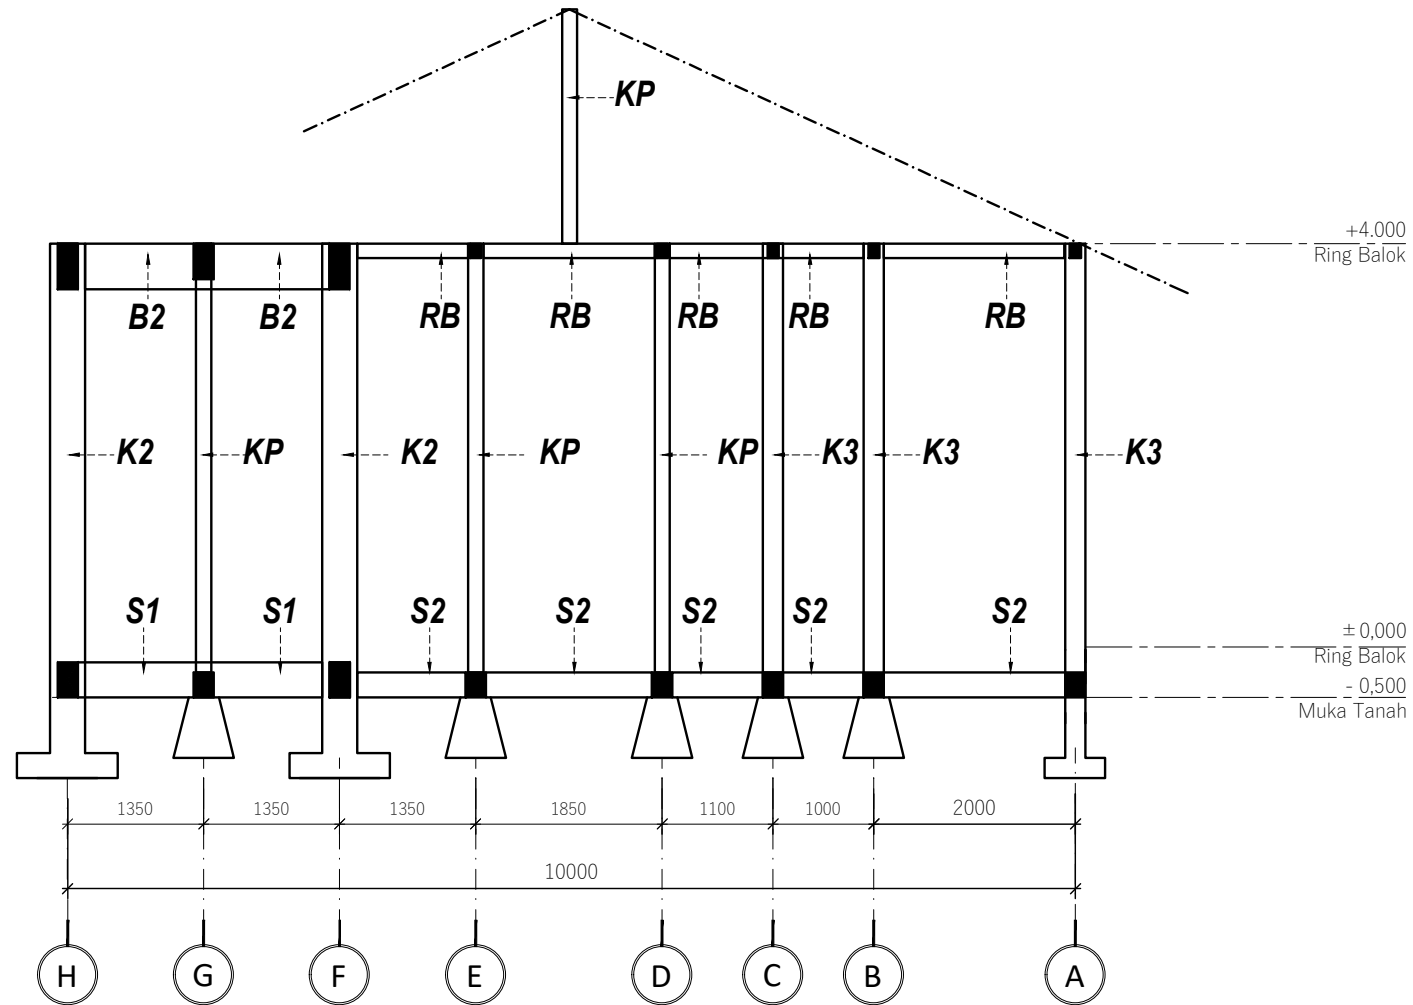 KP
+4.000
Ring Balok
B2 B2 RB RB RB RB RB
K2 KP K2 KP KP K3 K3 K3
S1 S1 S2 S2 S2 S2 S2
±0,000
Ring Balok
- 0,500
Muka Tanah
1350 1350 1350 1850 1100 1000 2000
10000
H G F E D C B A